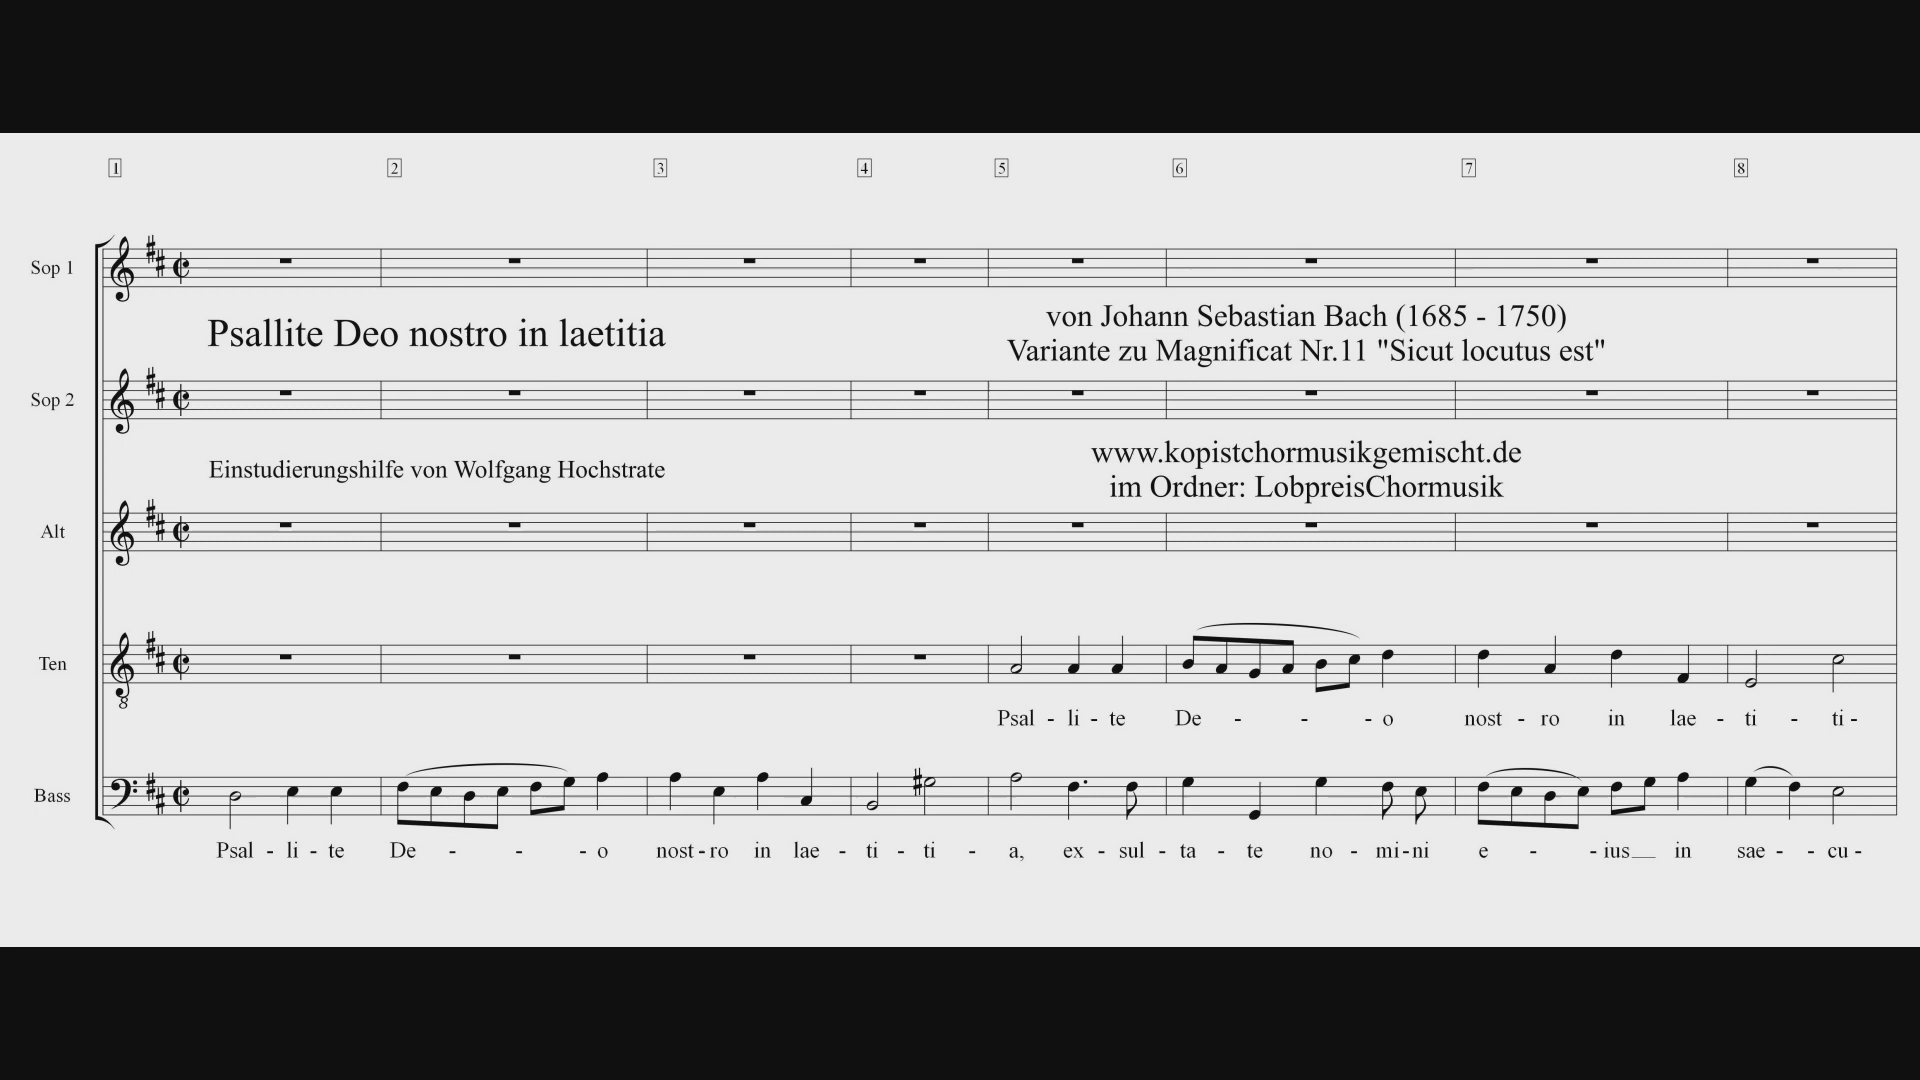 1 2 3 4 5 6 7 8
Sop 1
Psallite Deo nostro in laetitia
von Johann Sebastian Bach (1685 - 1750)
Variante zu Magnificat Nr.11 "Sicut locutus est"
Sop 2
Einstudierungshilfe von Wolfgang Hochstrate
www.kopistchormusikgemischt.de
im Ordner: LobpreisChormusik
Alt
Ten
8
Psal - li - te De - - - o nost - ro in lae - ti - ti -
Bass
Psal - li - te De - - - o nost - ro in lae - ti - ti - a, ex - sul - ta - te no - mi - ni e - - ius__ in sae - - cu -